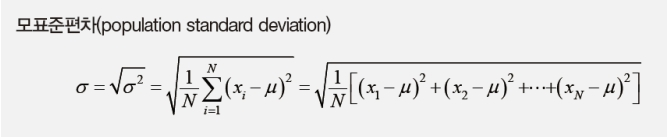 모표준편차(population standard deviation)
σ = √σ² = √(1/N ∑_{i=1}^{N} (x_i − μ)²) = √(1/N [(x_1 − μ)² + (x_2 − μ)² + ⋯ + (x_N − μ)²])